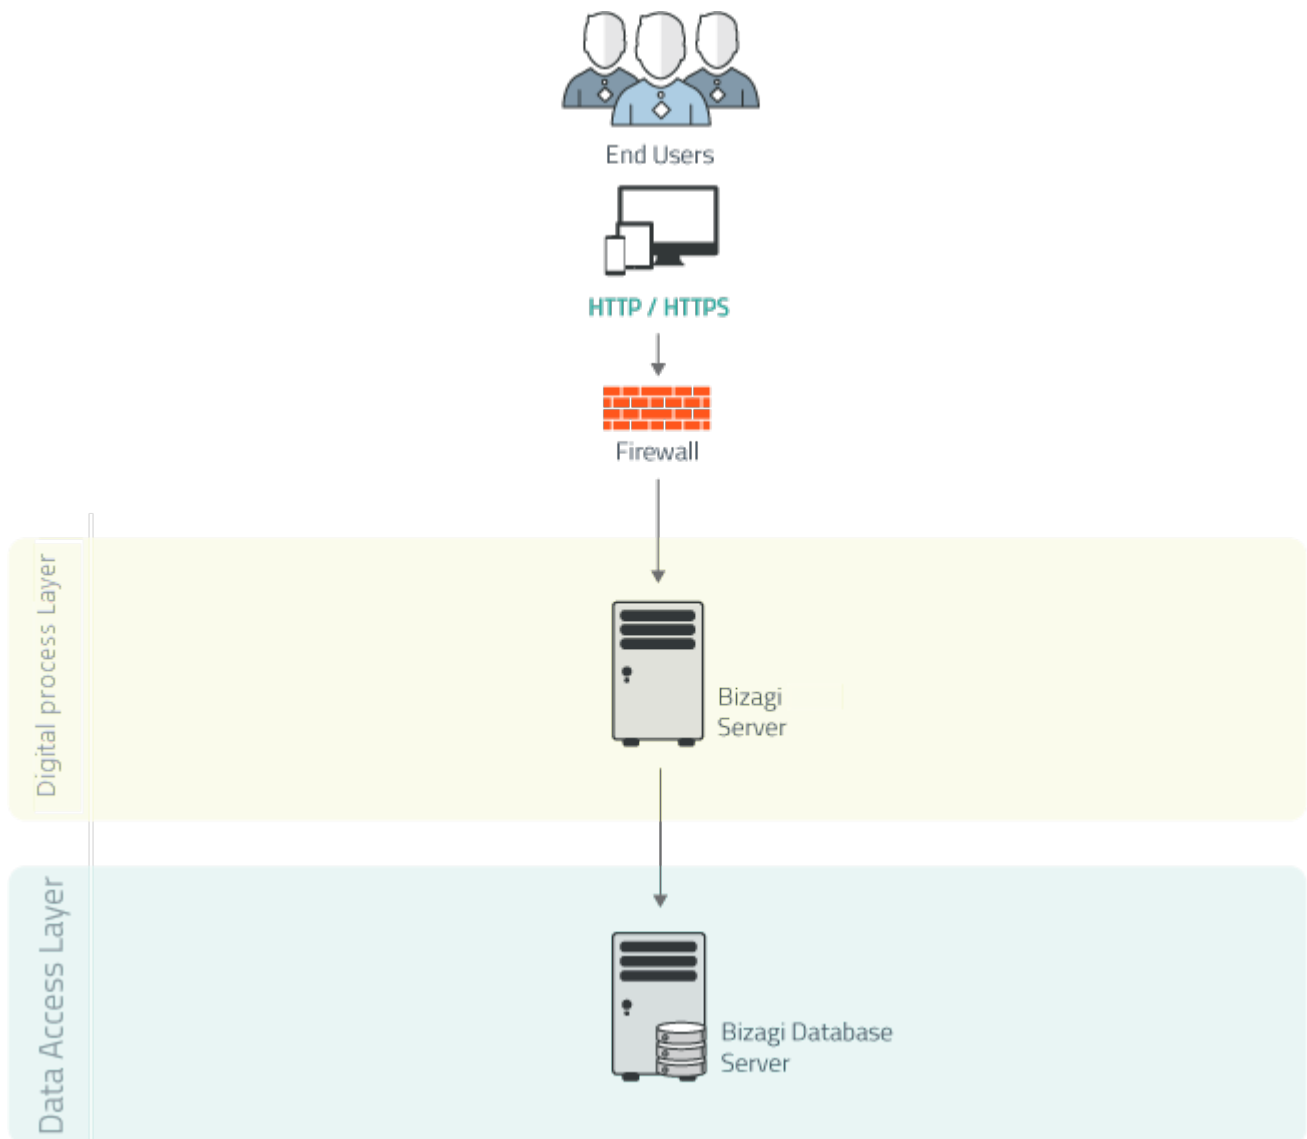 End Users
HTTP / HTTPS
Firewall
Digital process Layer
Bizagi
Server
Data Access Layer
Bizagi Database
Server